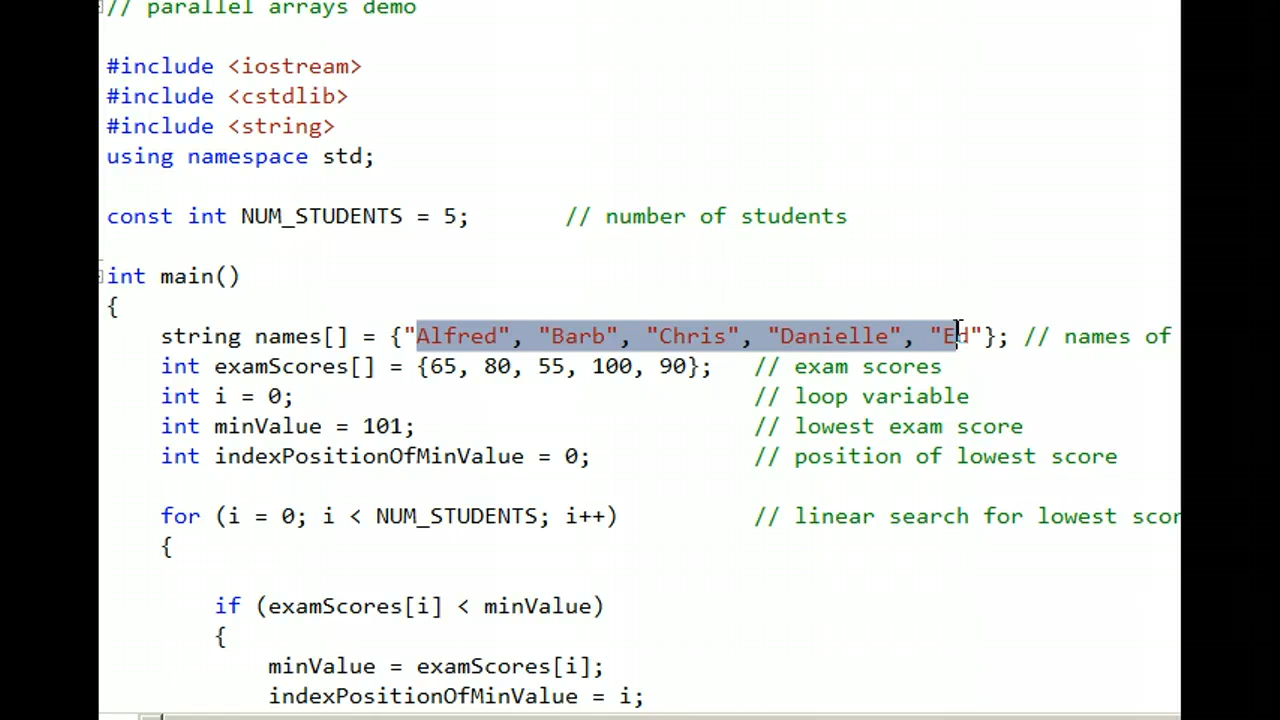 // parallel arrays demo
#include <iostream>
#include <cstdlib>
#include <string>
using namespace std;
const int NUM_STUDENTS = 5; // number of students
int main()
{
string names[] = {"Alfred", "Barb", "Chris", "Danielle", "Ed"}; // names of
int examScores[] = {65, 80, 55, 100, 90}; // exam scores
int i = 0; // loop variable
int minValue = 101; // lowest exam score
int indexPositionOfMinValue = 0; // position of lowest score
for (i = 0; i < NUM_STUDENTS; i++) // linear search for lowest scor
{
if (examScores[i] < minValue)
{
minValue = examScores[i];
indexPositionOfMinValue = i;